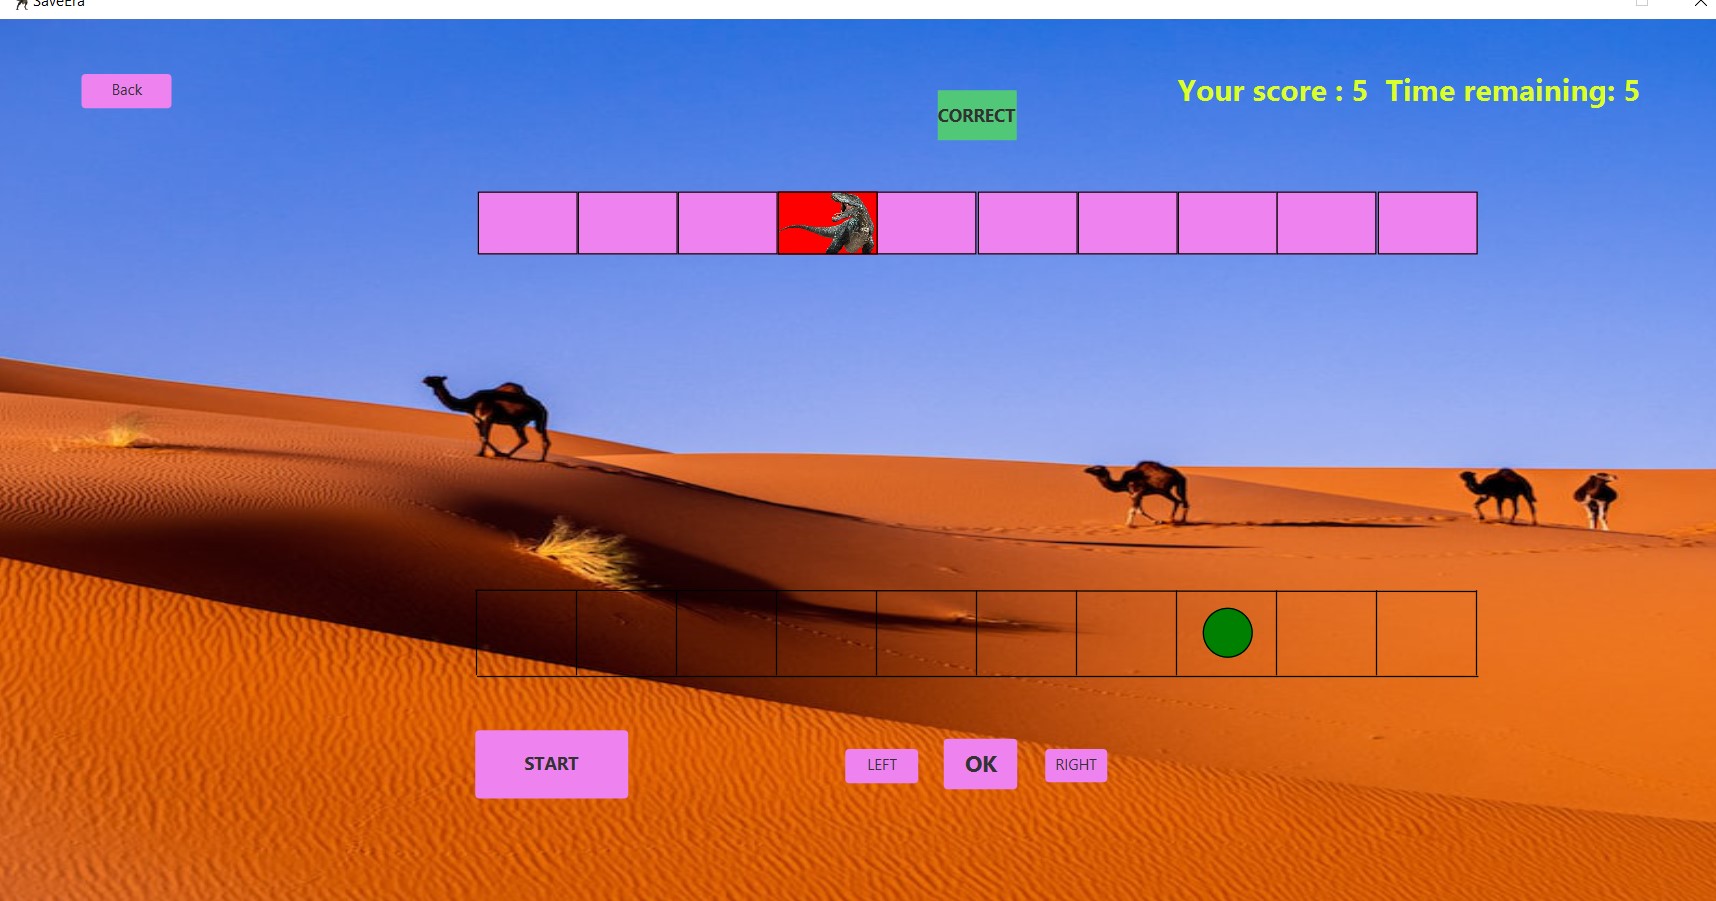 SaveEra
Back
CORRECT
Your score : 5 Time remaining: 5
START
LEFT
OK
RIGHT